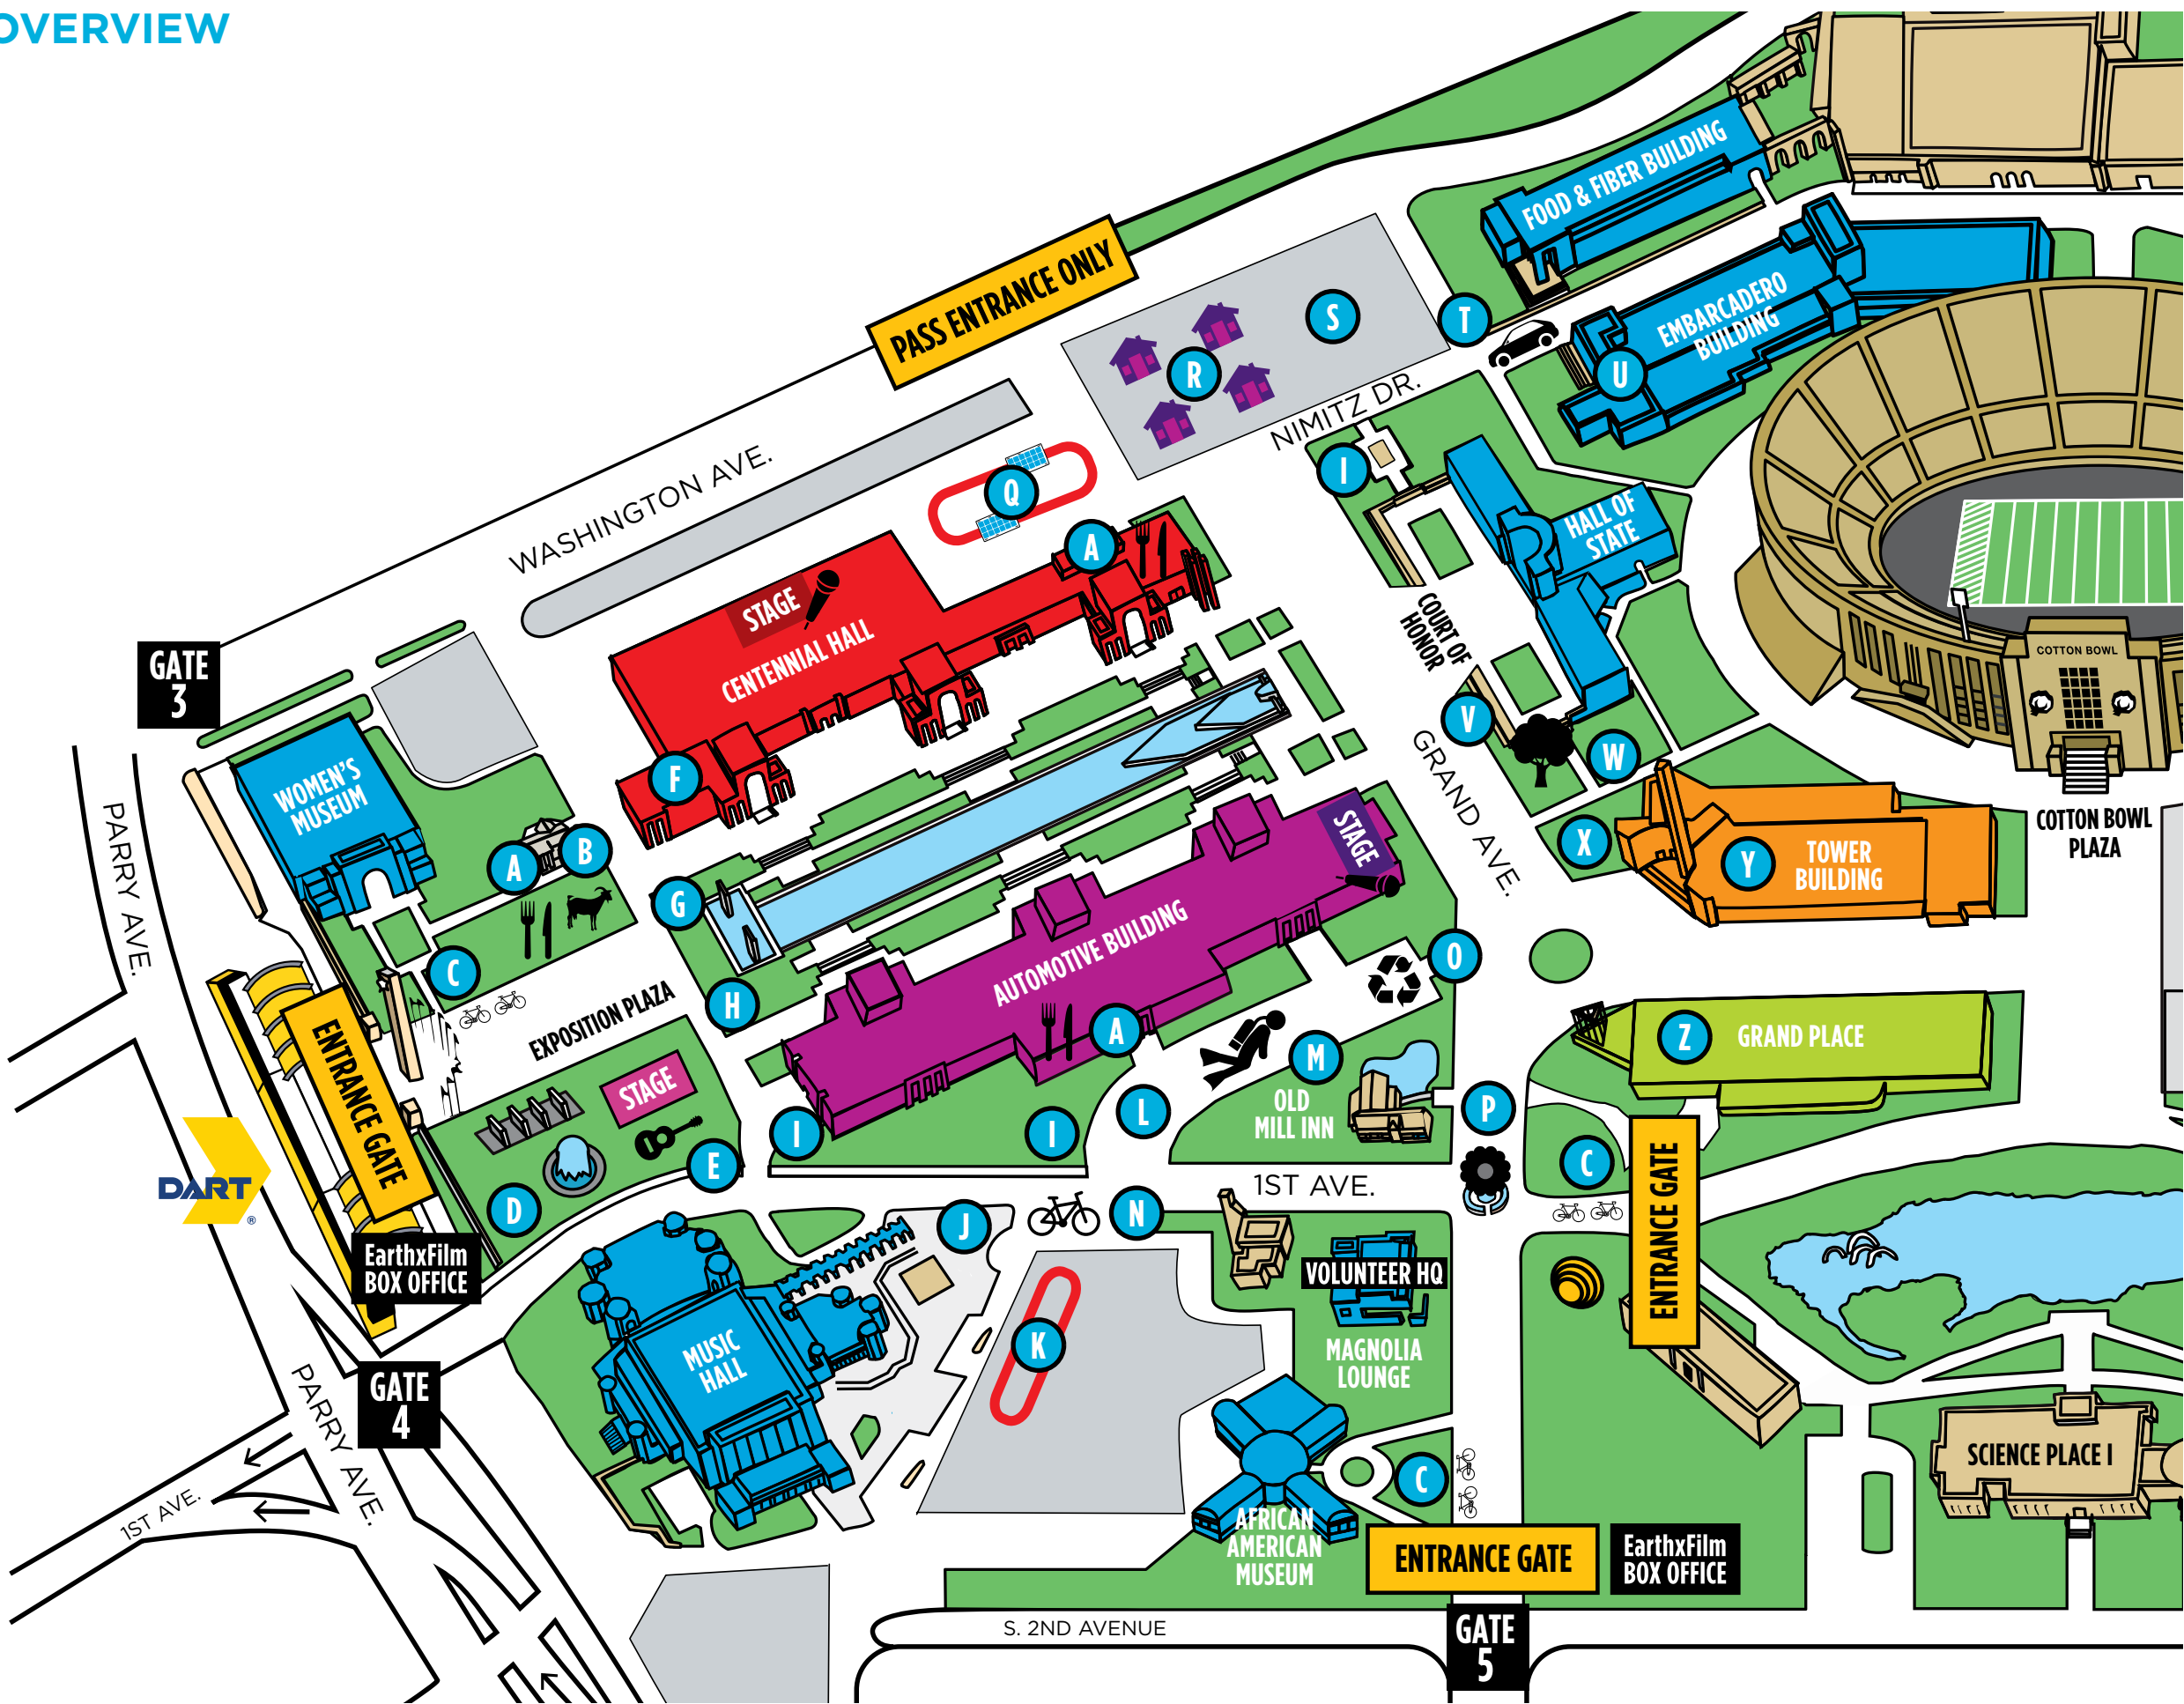 OVERVIEW
PASS ENTRANCE ONLY
FOOD & FIBER BUILDING
EMBARCADERO
BUILDING
S
T
R
U
NIMITZ DR.
I
WASHINGTON AVE.
Q
A
HALL OF
STATE
STAGE
CENTENNIAL HALL
COURT OF
HONOR
COTTON BOWL
GATE
3
V
W
F
WOMEN'S
MUSEUM
GRAND AVE.
COTTON BOWL
PLAZA
PARRY AVE.
A
B
X
Y
TOWER
BUILDING
STAGE
G
AUTOMOTIVE BUILDING
C
O
H
EXPOSITION PLAZA
ENTRANCE GATE
A
M
Z
GRAND PLACE
STAGE
L
OLD
MILL INN
P
I
I
E
C
DART
®
D
1ST AVE.
ENTRANCE GATE
J
N
EarthxFilm
BOX OFFICE
VOLUNTEER HQ
MAGNOLIA
LOUNGE
K
MUSIC
HALL
GATE
4
PARRY AVE.
1ST AVE.
C
SCIENCE PLACE I
AFRICAN
AMERICAN
MUSEUM
ENTRANCE GATE
EarthxFilm
BOX OFFICE
S. 2ND AVENUE
GATE
5